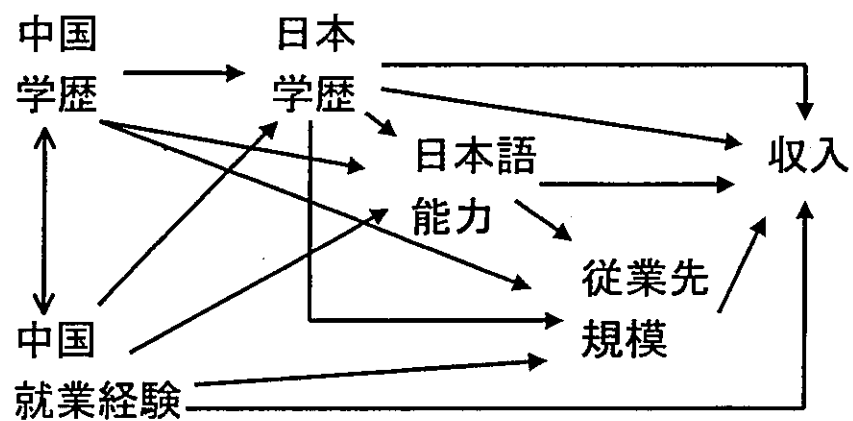 中国
学歴
日本
学歴
日本語
能力
収入
従業先
規模
中国
就業経験